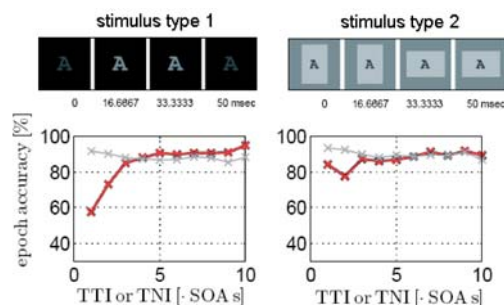 stimulus type 1
stimulus type 2
A A A A
A A A A
0 16.6667 33.3333 50 msec
0 16.6667 33.3333 50 msec
epoch accuracy [%]
100
80
60
40
0 5 10
TTI or TNI [· SOA s]
100
80
60
40
0 5 10
TTI or TNI [· SOA s]